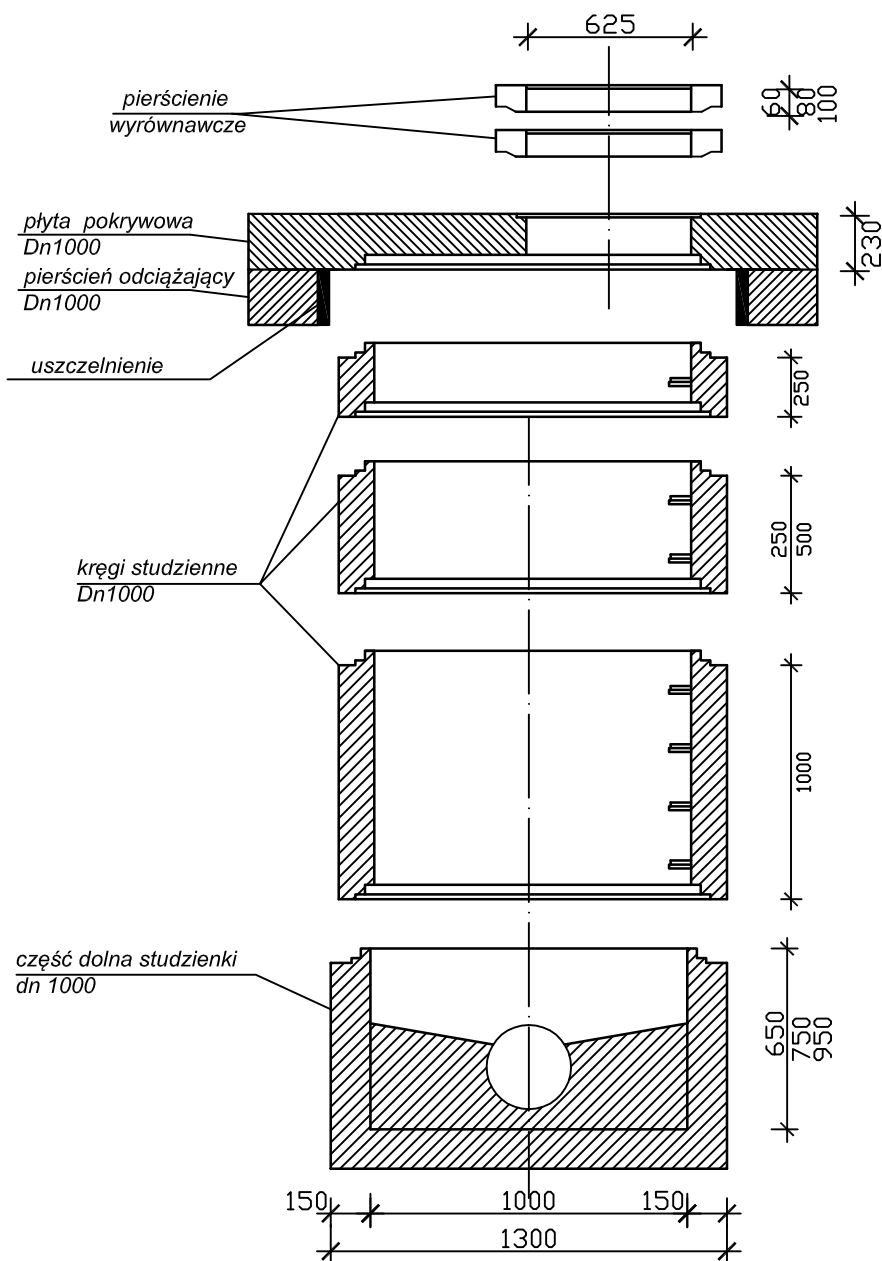 625
pierścienie
wyrównawcze
60
80
100
płyta pokrywowa
Dn1000
230
pierścień odciążający
Dn1000
uszczelnienie
250
250
500
kręgi studzienne
Dn1000
1000
część dolna studzienki
dn 1000
650
750
950
150 1000 150
1300